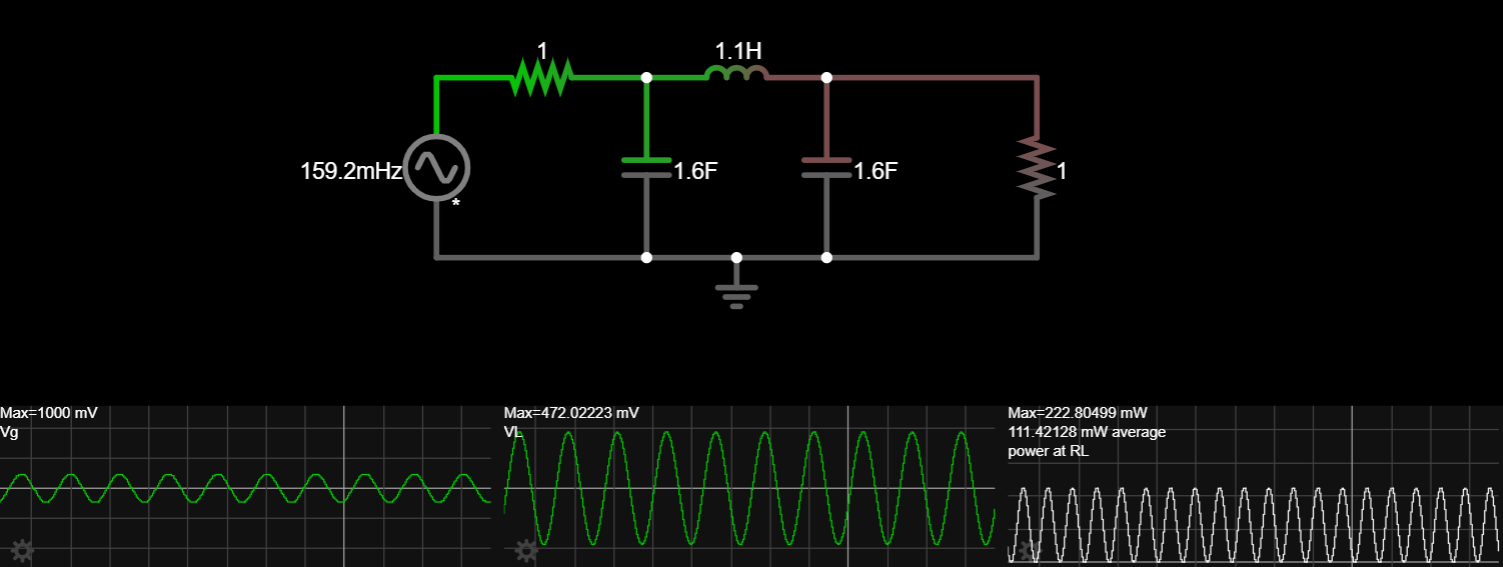 1
1.1H
159.2mHz
*
1.6F
1.6F
1
Max=1000 mV
Vg
Max=472.02223 mV
VL
Max=222.80499 mW
111.42128 mW average
power at RL